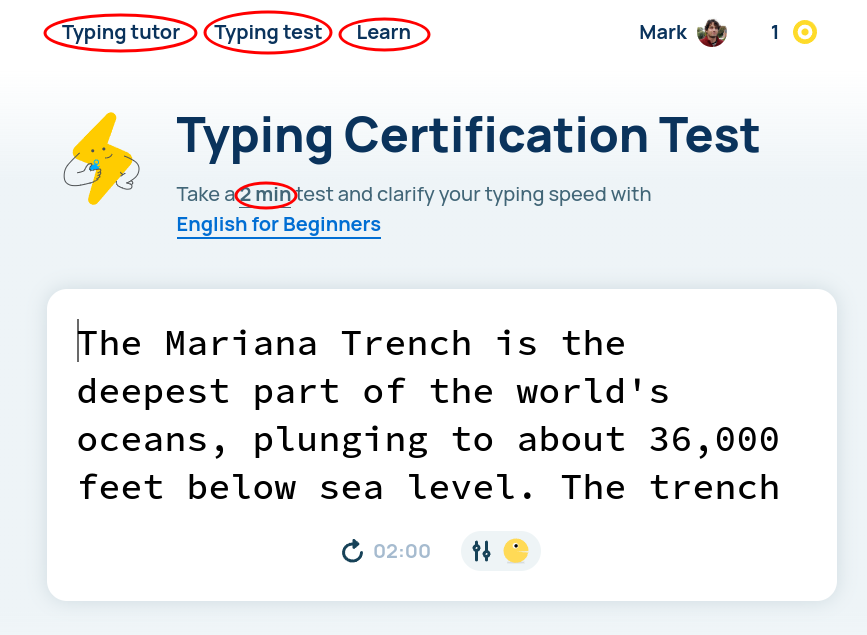 Typing tutor Typing test Learn Mark 1
Typing Certification Test
Take a 2 min test and clarify your typing speed with
English for Beginners
The Mariana Trench is the
deepest part of the world's
oceans, plunging to about 36,000
feet below sea level. The trench
02:00